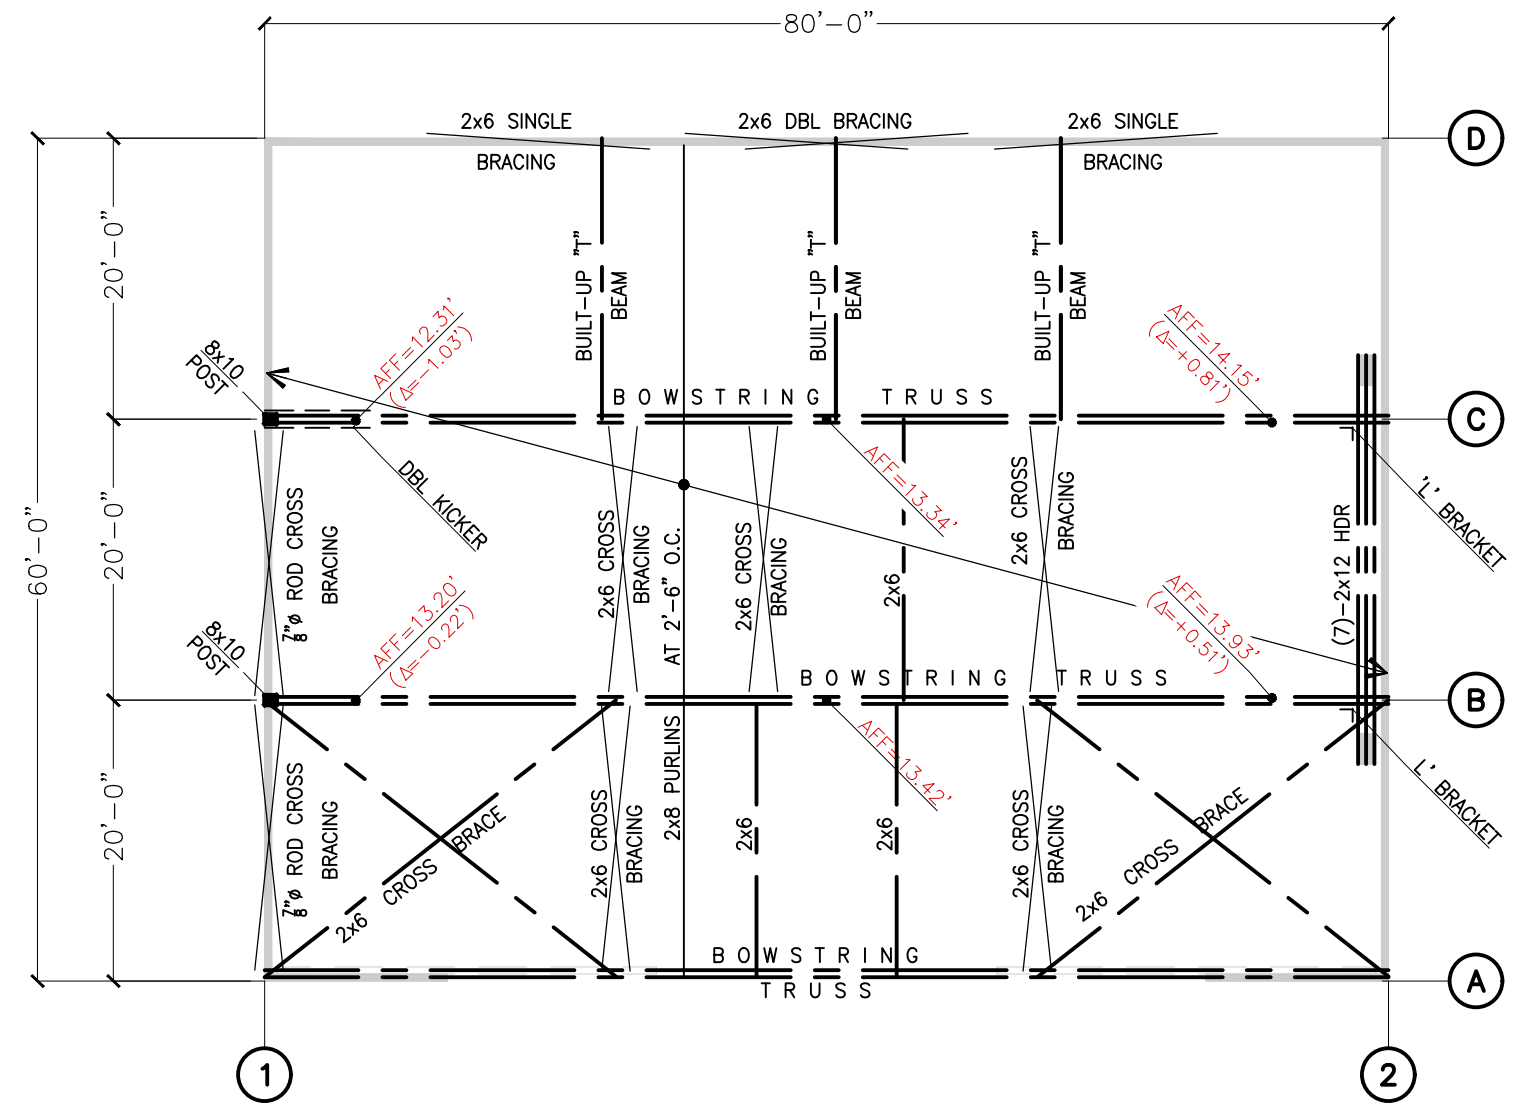 80'-0"
2x6 SINGLE
BRACING
2x6 DBL BRACING
2x6 SINGLE
BRACING
D
20'-0"
BUILT-UP "T"
BEAM
BUILT-UP "T"
BEAM
BUILT-UP "T"
BEAM
8x10
POST
AFF=12.31'
(Δ=-1.03')
AFF=14.15'
(Δ=+0.81')
BOWSTRING TRUSS
C
60'-0"
20'-0"
7/8"ø ROD CROSS
BRACING
DBL KICKER
AFF=13.34'
2x6 CROSS
BRACING
2x6 CROSS
BRACING
2x6
2x6 CROSS
BRACING
(7)-2x12 HDR
'L' BRACKET
8x10
POST
AFF=13.20'
(Δ=-0.22')
AFF=13.93'
(Δ=+0.51')
2x8 PURLINS AT 2'-6" O.C.
BOWSTRING TRUSS
B
20'-0"
7/8"ø ROD CROSS
BRACING
AFF=13.42'
2x6 CROSS BRACE
2x6 CROSS
BRACING
2x6
2x6
2x6 CROSS
BRACING
2x6 CROSS BRACE
L' BRACKET
BOWSTRING
TRUSS
A
1
2